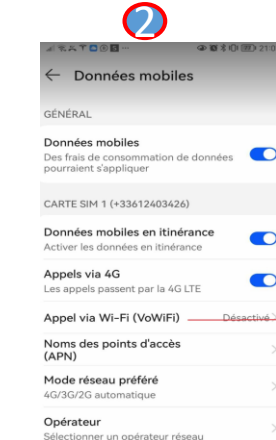 2
21:0
← Données mobiles
GÉNÉRAL
Données mobiles
Des frais de consommation de données
pourraient s'appliquer
CARTE SIM 1 (+33612403426)
Données mobiles en itinérance
Activer les données en itinérance
Appels via 4G
Les appels passent par la 4G LTE
Appel via Wi-Fi (VoWiFi) Désactivé
Noms des points d'accès
(APN)
Mode réseau préféré
4G/3G/2G automatique
Opérateur
Sélectionner un opérateur réseau